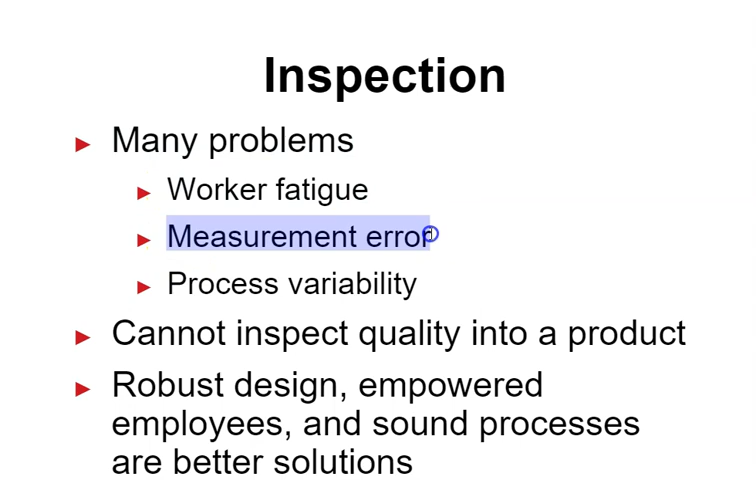 Inspection
Many problems
Worker fatigue
Measurement error
Process variability
Cannot inspect quality into a product
Robust design, empowered
employees, and sound processes
are better solutions